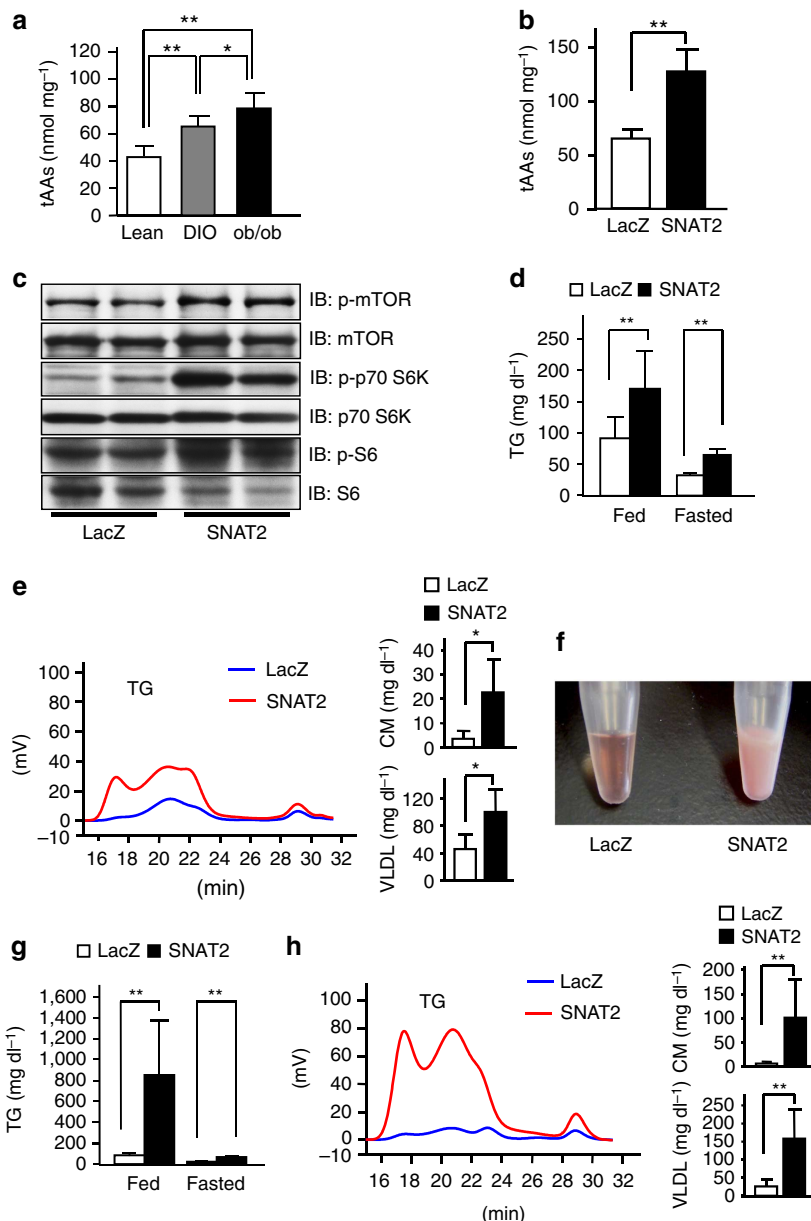 a
** 
** *
tAAs (nmol mg⁻¹)
120
100
80
60
40
20
0
Lean DIO ob/ob
b
**
tAAs (nmol mg⁻¹)
150
100
50
0
LacZ SNAT2
c
IB: p-mTOR
IB: mTOR
IB: p-p70 S6K
IB: p70 S6K
IB: p-S6
IB: S6
LacZ SNAT2
d
LacZ SNAT2
** **
TG (mg dl⁻¹)
250
200
150
100
50
0
Fed Fasted
e
TG
LacZ
SNAT2
(mV)
100
80
60
40
20
0
−10
16 18 20 22 24 26 28 30 32
(min)
LacZ
SNAT2
*
CM (mg dl⁻¹)
40
30
20
10
0
*
VLDL (mg dl⁻¹)
120
80
40
0
f
LacZ SNAT2
g
LacZ SNAT2
** **
TG (mg dl⁻¹)
1,600
1,400
1,200
1,000
800
600
400
200
0
Fed Fasted
h
TG
LacZ
SNAT2
(mV)
100
80
60
40
20
0
−10
16 18 20 22 24 26 28 30 32
(min)
LacZ
SNAT2
**
CM (mg dl⁻¹)
200
150
100
50
0
**
VLDL (mg dl⁻¹)
250
200
150
100
50
0